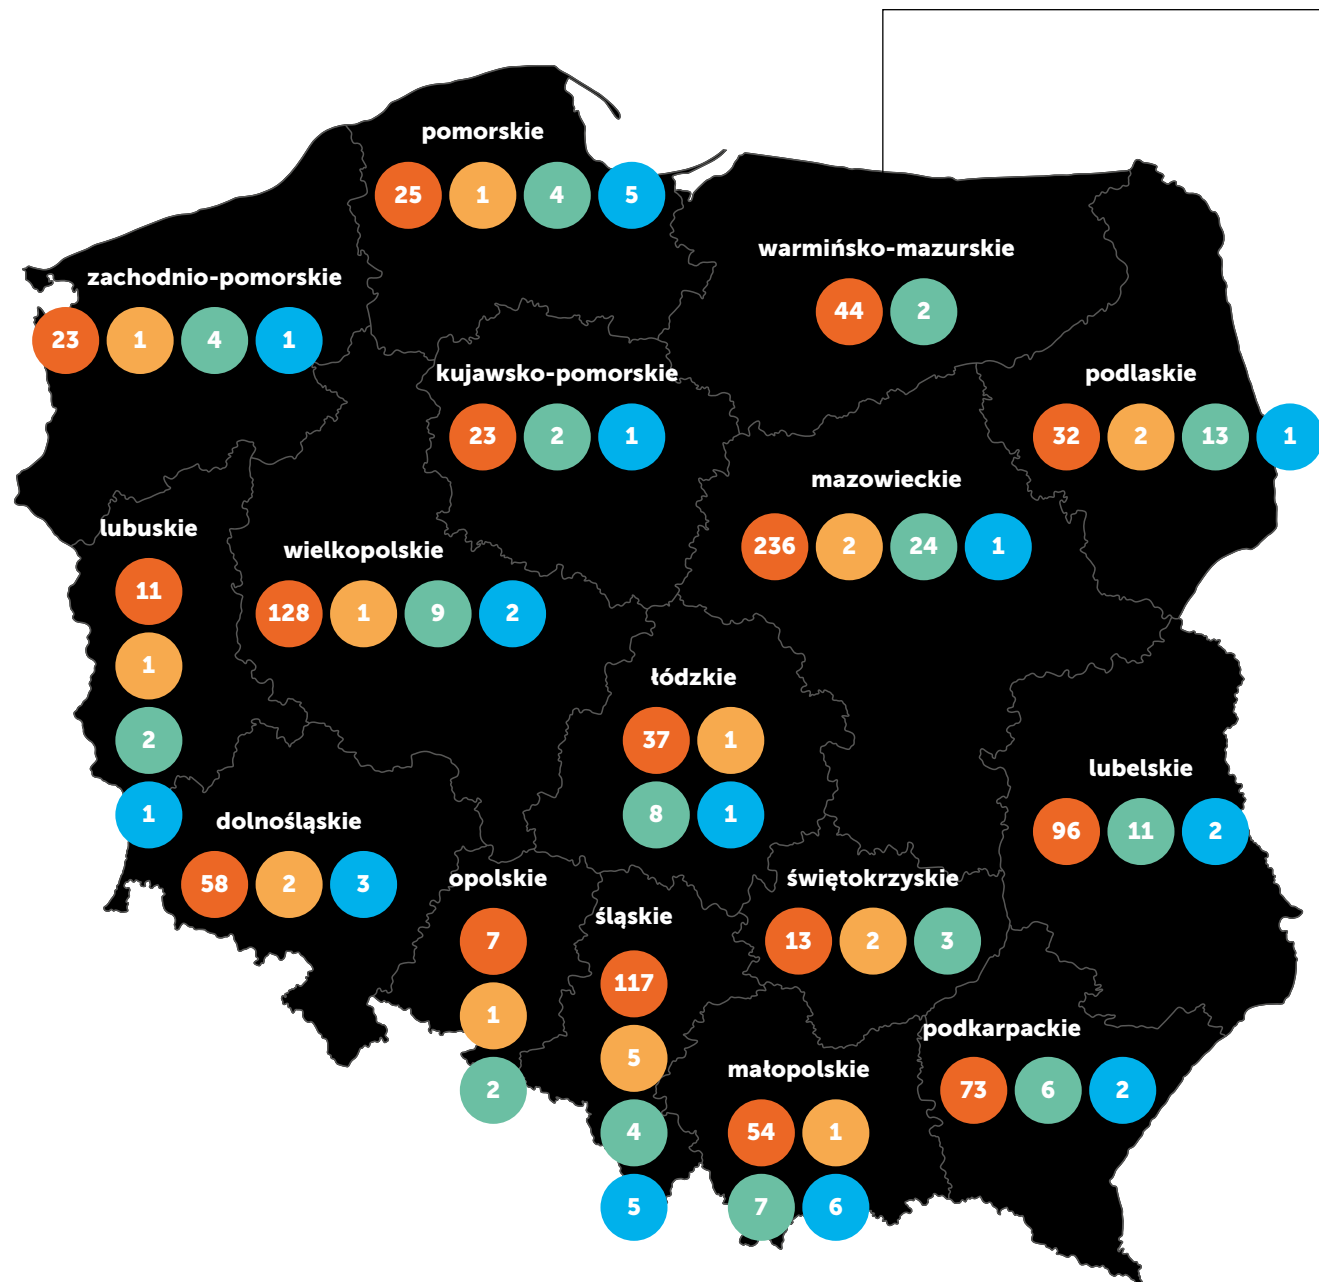 pomorskie
25 1 4 5
warmińsko-mazurskie
44 2
zachodnio-pomorskie
23 1 4 1
kujawsko-pomorskie
23 2 1
podlaskie
32 2 13 1
mazowieckie
236 2 24 1
lubuskie
11
1
2
1
wielkopolskie
128 1 9 2
łódzkie
37 1
8 1
lubelskie
96 11 2
dolnośląskie
58 2 3
opolskie
7
1
2
śląskie
117
5
4
5
świętokrzyskie
13 2 3
małopolskie
54 1
7 6
podkarpackie
73 6 2